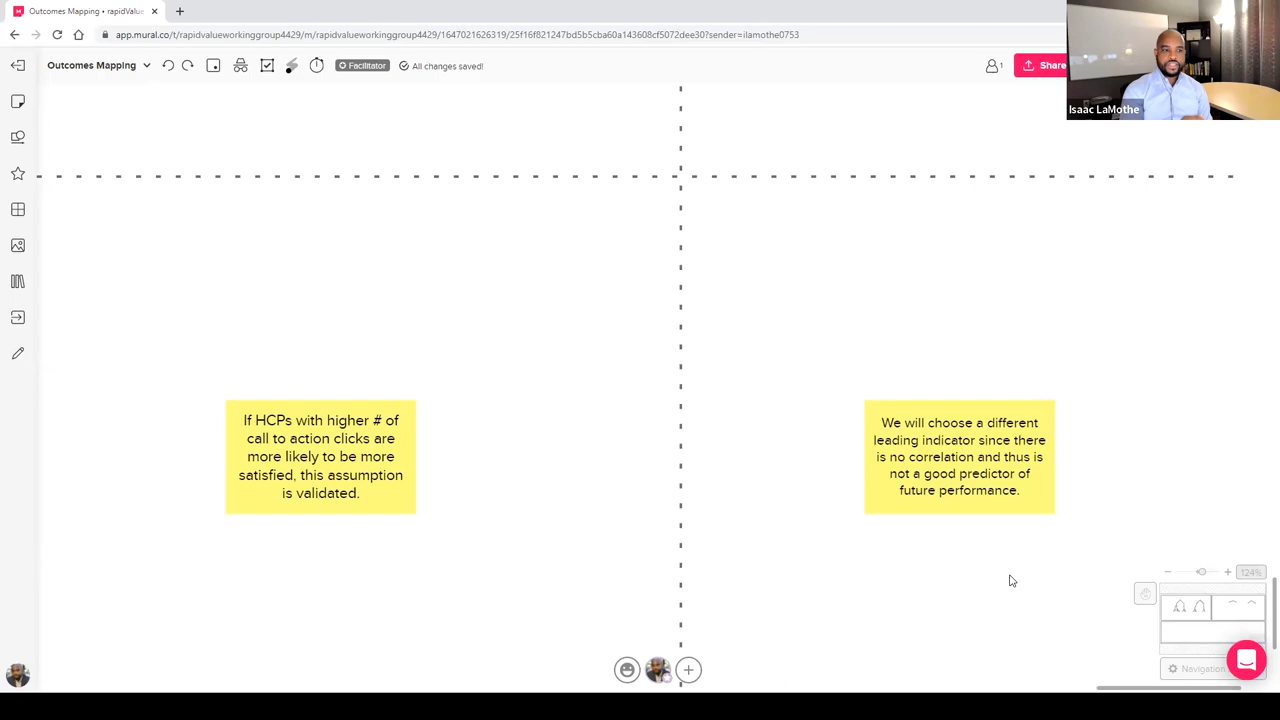 Outcomes Mapping • rapidValue
app.mural.co/t/rapidvalueworkinggroup4429/m/rapidvalueworkinggroup4429/1647021626319/25f16f821247bd5b5cba60a143608cf5072dee30?sender=ilamothe0753
Outcomes Mapping
Facilitator
All changes saved!
1
Share
Isaac LaMothe
If HCPs with higher # of
call to action clicks are
more likely to be more
satisfied, this assumption
is validated.
We will choose a different
leading indicator since there
is no correlation and thus is
not a good predictor of
future performance.
124%
Navigation